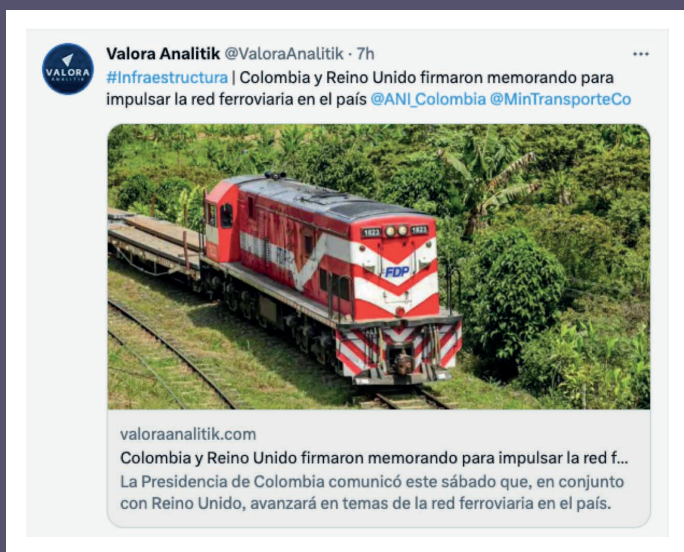 VALORA
ANALITIK
Valora Analitik @ValoraAnalitik · 7h
#Infraestructura | Colombia y Reino Unido firmaron memorando para
impulsar la red ferroviaria en el país @ANI_Colombia @MinTransporteCo
1823 1823
FDP
valoraanalitik.com
Colombia y Reino Unido firmaron memorando para impulsar la red f...
La Presidencia de Colombia comunicó este sábado que, en conjunto
con Reino Unido, avanzará en temas de la red ferroviaria en el país.